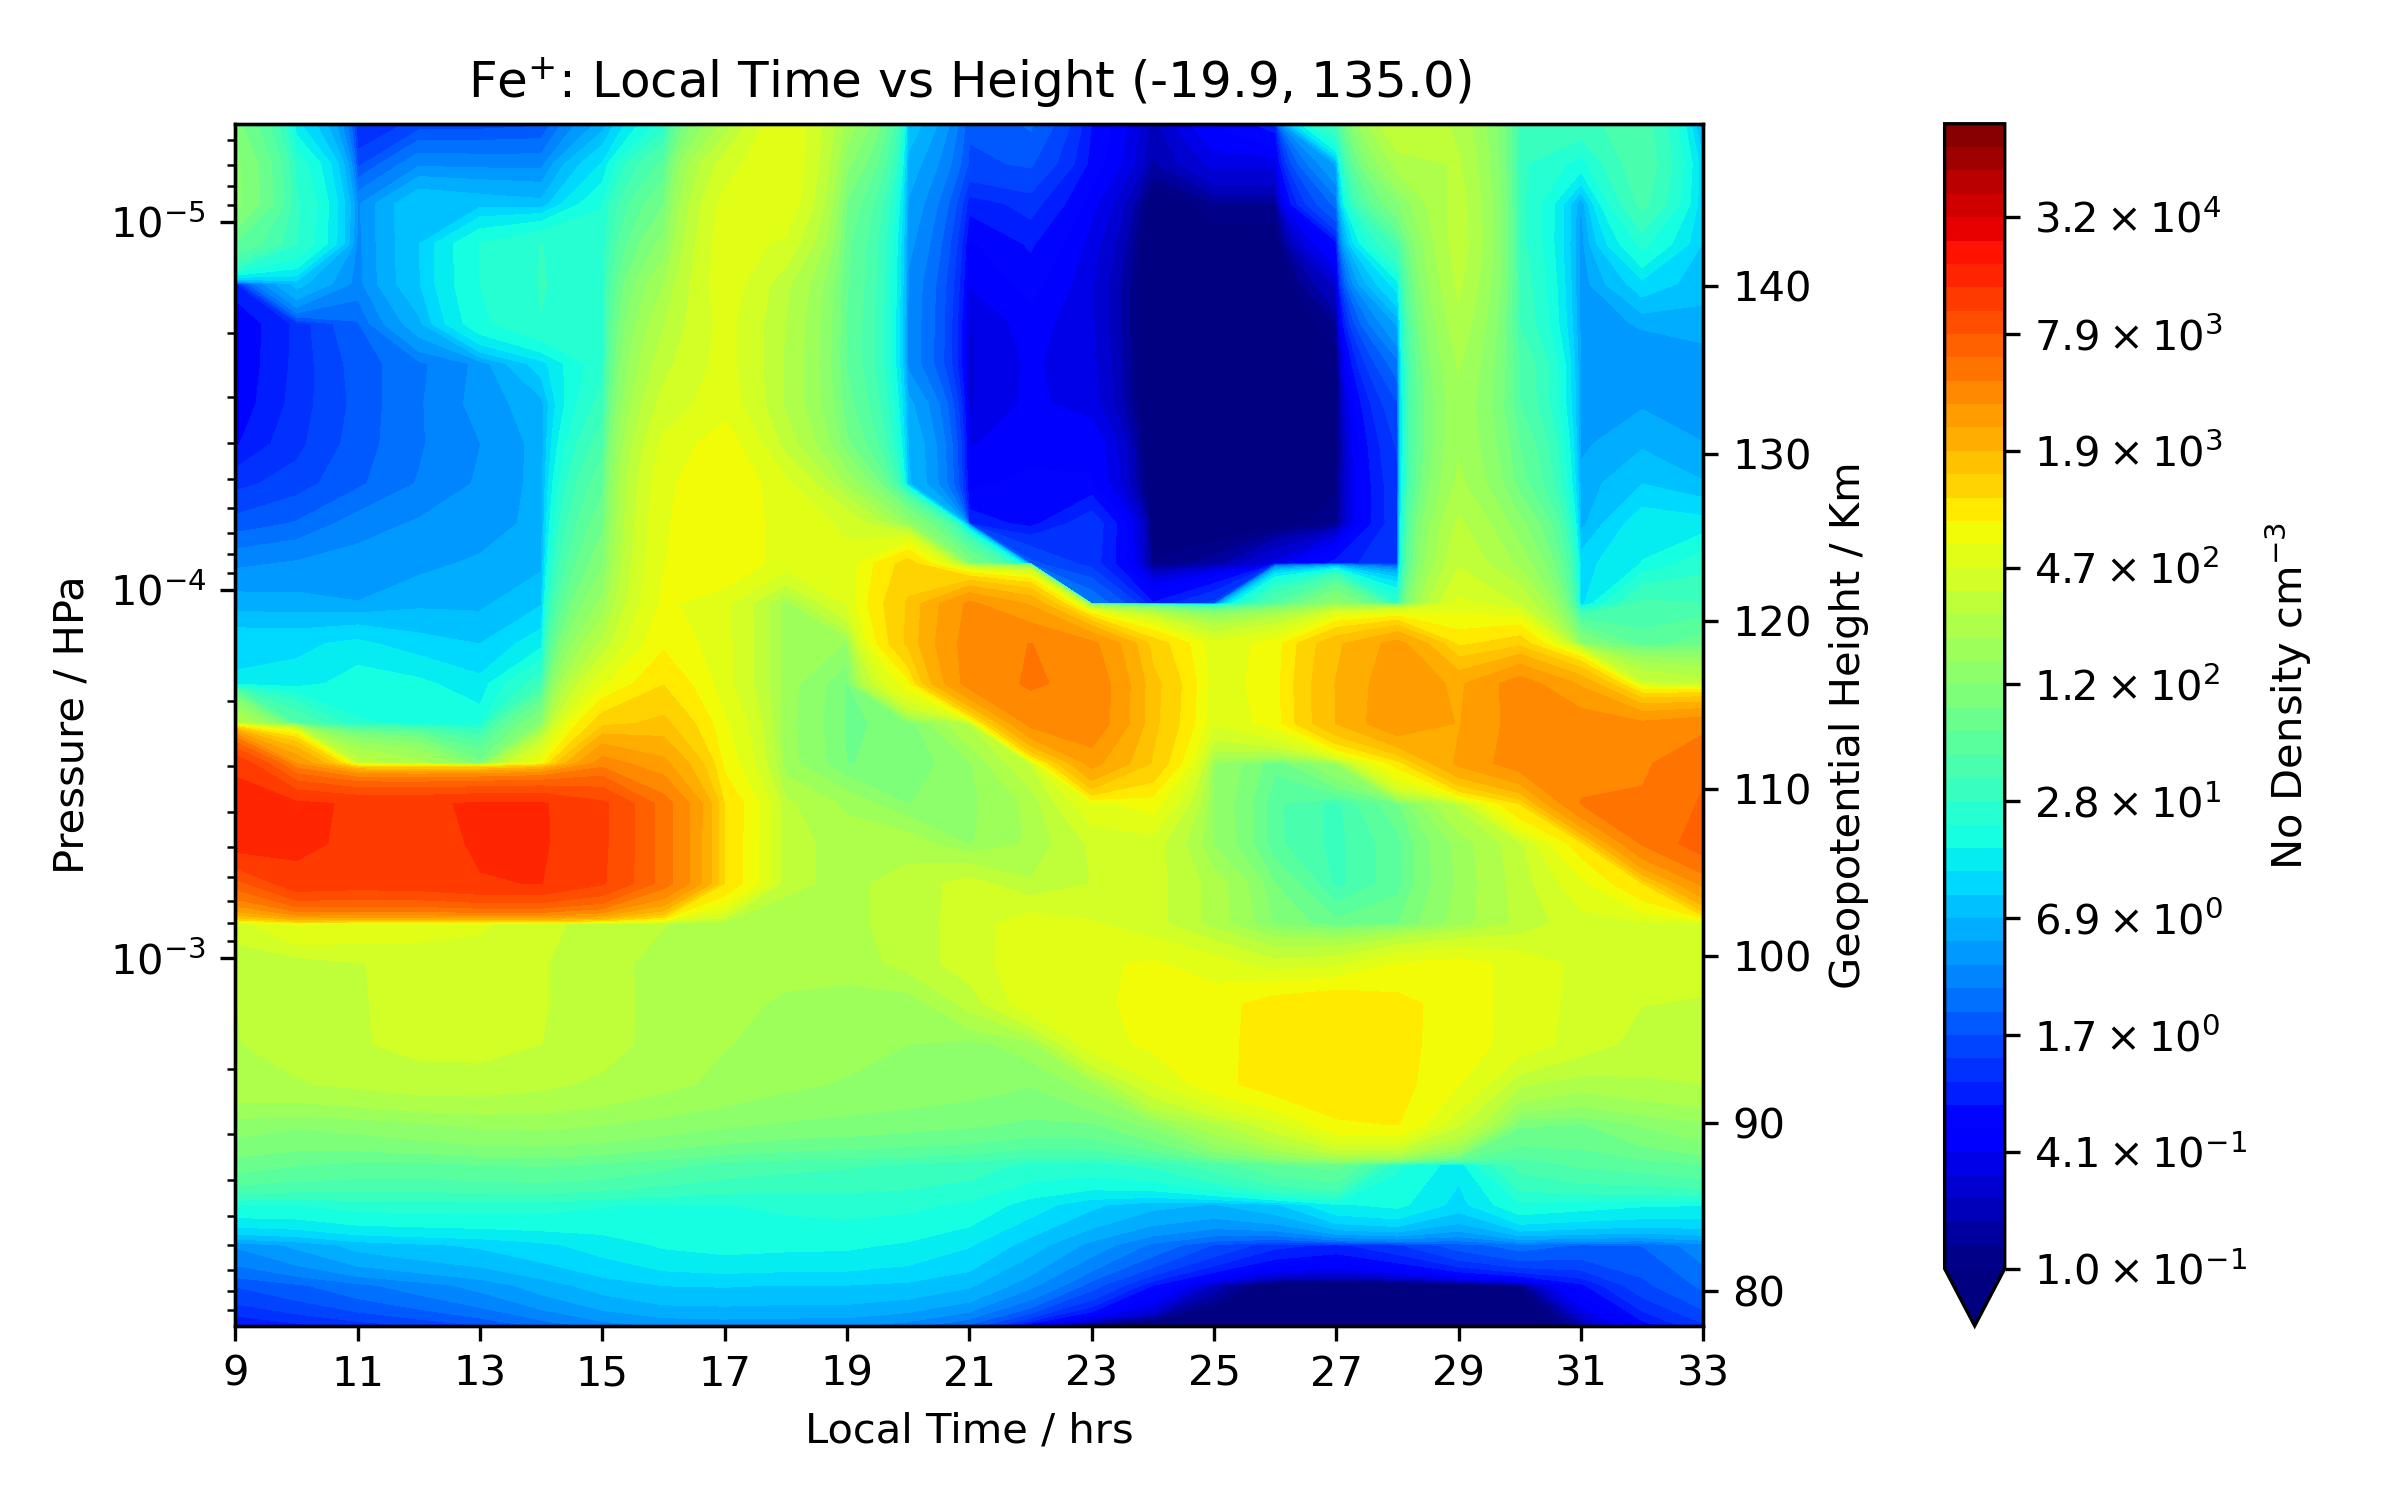 Fe⁺: Local Time vs Height (-19.9, 135.0)
Pressure / HPa
10⁻⁵
10⁻⁴
10⁻³
140
130
120
110
100
90
80
Geopotential Height / Km
9 11 13 15 17 19 21 23 25 27 29 31 33
Local Time / hrs
3.2 × 10⁴
7.9 × 10³
1.9 × 10³
4.7 × 10²
1.2 × 10²
2.8 × 10¹
6.9 × 10⁰
1.7 × 10⁰
4.1 × 10⁻¹
1.0 × 10⁻¹
No Density cm⁻³